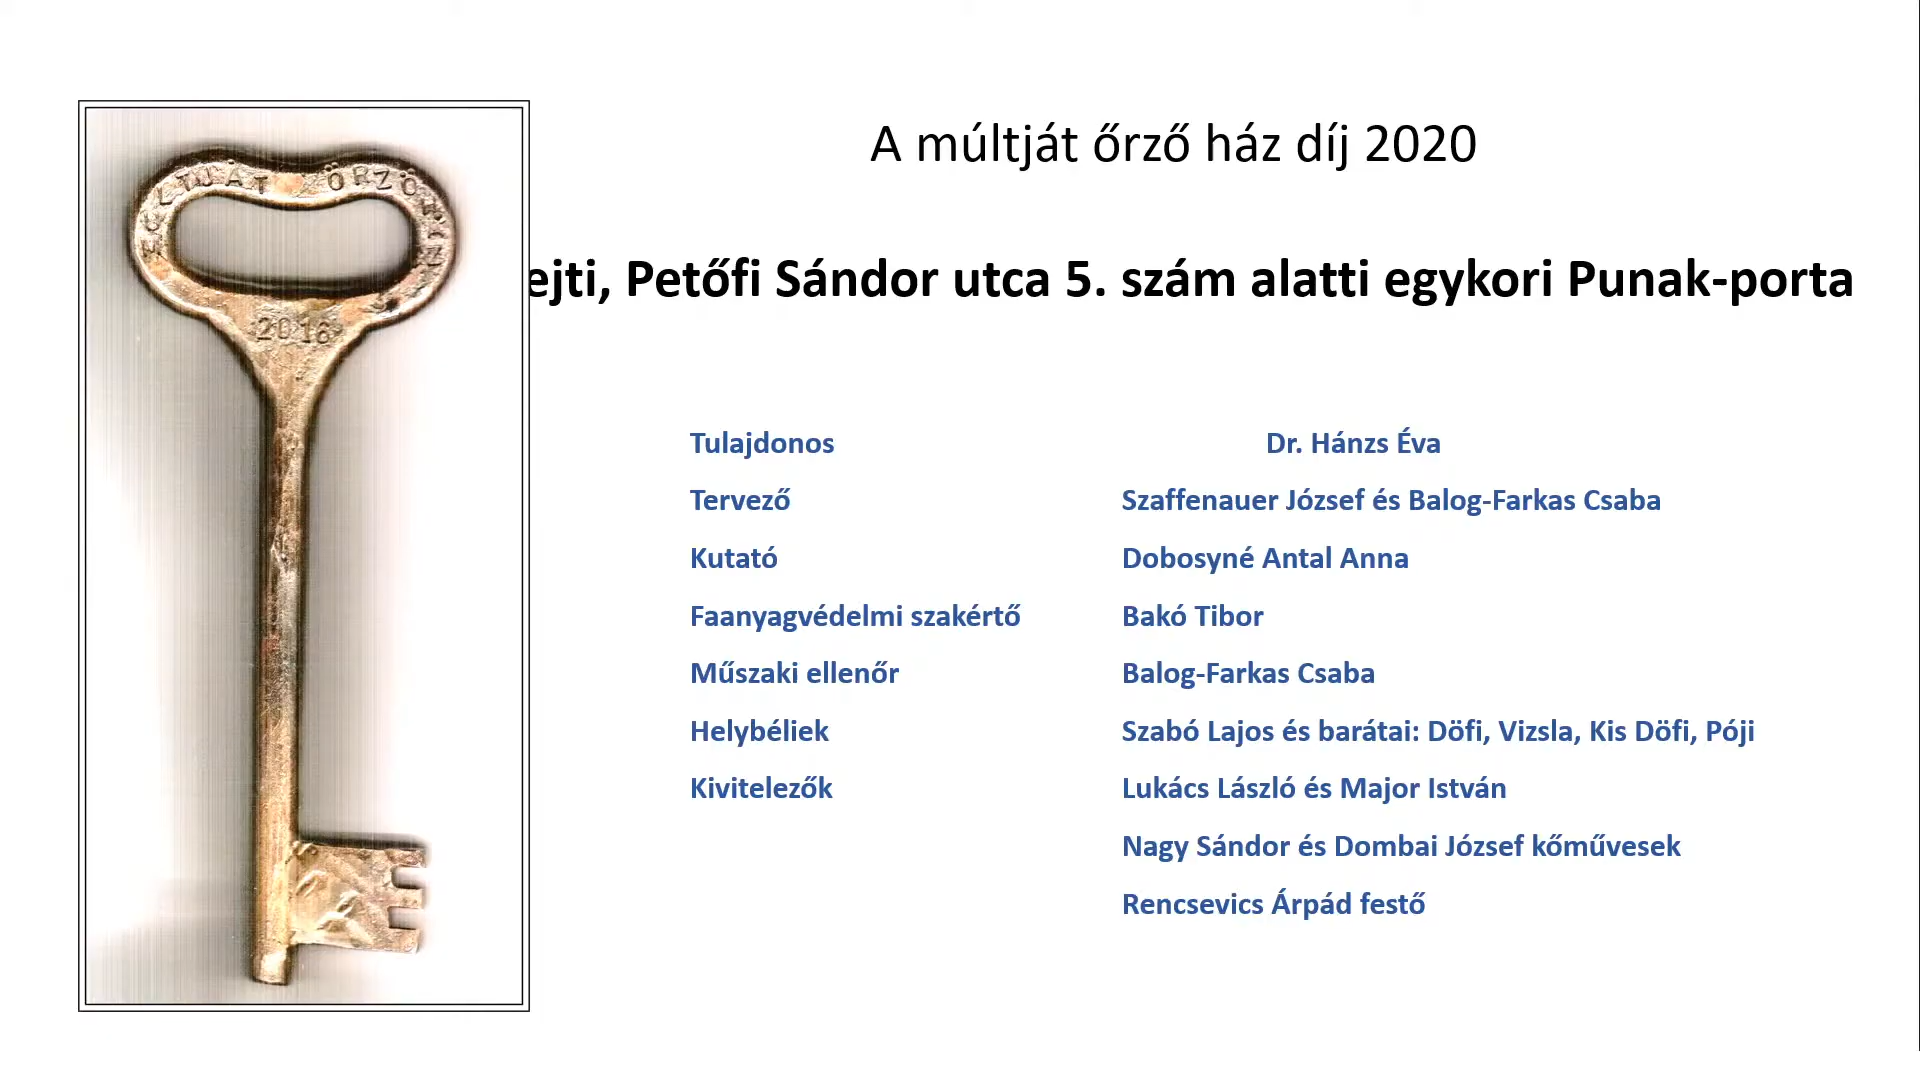 A múltját őrző ház díj 2020
ejti, Petőfi Sándor utca 5. szám alatti egykori Punak-porta
MÚLTJÁT ŐRZŐ
2016
Tulajdonos Dr. Hánzs Éva
Tervező Szaffenauer József és Balog-Farkas Csaba
Kutató Dobosyné Antal Anna
Faanyagvédelmi szakértő Bakó Tibor
Műszaki ellenőr Balog-Farkas Csaba
Helybéliek Szabó Lajos és barátai: Döfi, Vizsla, Kis Döfi, Póji
Kivitelezők Lukács László és Major István
Nagy Sándor és Dombai József kőművesek
Rencsevics Árpád festő